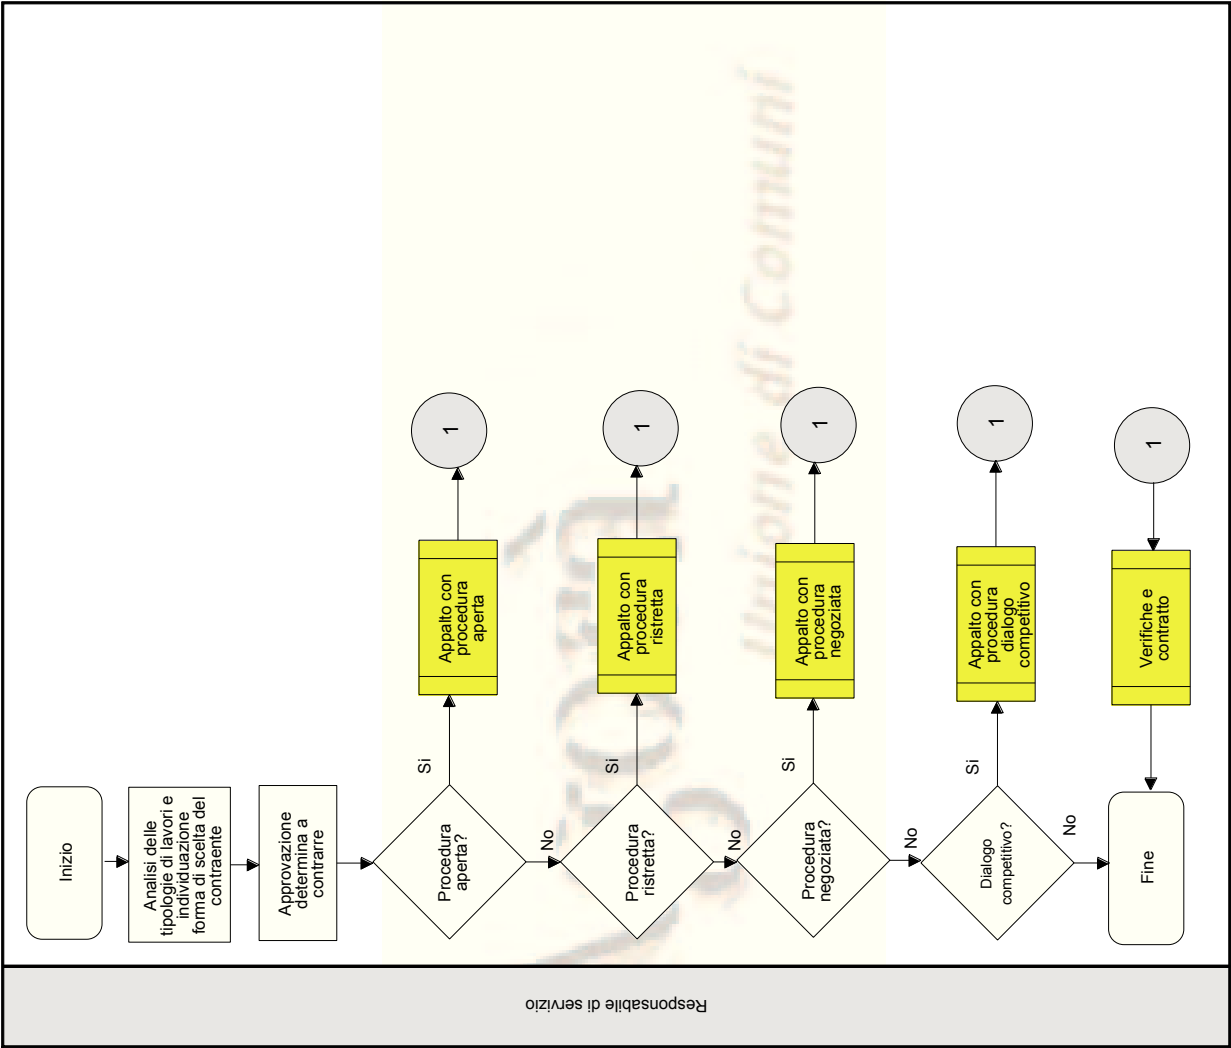 Responsabile di servizio
Inizio
Analisi delle
tipologie di lavori e
individuazione
forma di scelta del
contraente
Approvazione
determina a
contrarre
Procedura
aperta?
Si
Appalto con
procedura
aperta
1
No
Procedura
ristretta?
Si
Appalto con
procedura
ristretta
1
No
Procedura
negoziata?
Si
Appalto con
procedura
negoziata
1
No
Dialogo
competitivo?
Si
Appalto con
procedura
dialogo
competitivo
1
No
Fine
Verifiche e
contratto
1
Unione di Comuni